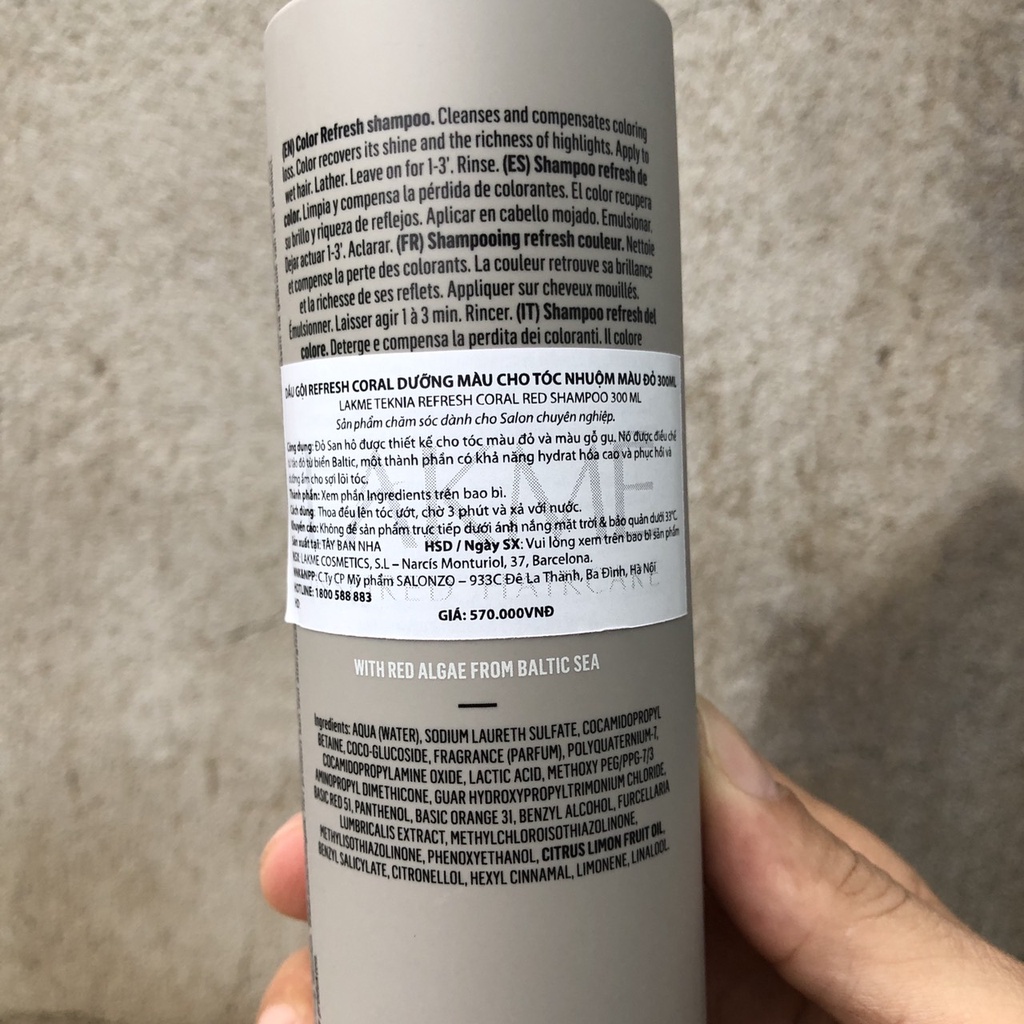 (EN) Color Refresh shampoo. Cleanses and compensates coloring
loss. Color recovers its shine and the richness of highlights. Apply to
wet hair. Lather. Leave on for 1-3'. Rinse. (ES) Shampoo refresh de
color. Limpia y compensa la pérdida de colorantes. El color recupera
su brillo y riqueza de reflejos. Aplicar en cabello mojado. Emulsionar.
Dejar actuar 1-3'. Aclarar. (FR) Shampooing refresh couleur. Nettoie
et compense la perte des colorants. La couleur retrouve sa brillance
et la richesse de ses reflets. Appliquer sur cheveux mouillés.
Émulsionner. Laisser agir 1 à 3 min. Rincer. (IT) Shampoo refresh del
colore. Deterge e compensa la perdita dei coloranti. Il colore
DẦU GỘI REFRESH CORAL DƯỠNG MÀU CHO TÓC NHUỘM MÀU ĐỎ 300ML
LAKME TEKNIA REFRESH CORAL RED SHAMPOO 300 ML
Sản phẩm chăm sóc dành cho Salon chuyên nghiệp.
Công dụng: Đỏ San hô được thiết kế cho tóc màu đỏ và màu gỗ gụ. Nó được điều chế
từ tảo đỏ từ biển Baltic, một thành phần có khả năng hydrat hóa cao và phục hồi và
dưỡng ẩm cho sợi lõi tóc.
Thành phần: Xem phần Ingredients trên bao bì.
Cách dùng: Thoa đều lên tóc ướt, chờ 3 phút và xả với nước.
Khuyến cáo: Không để sản phẩm trực tiếp dưới ánh nắng mặt trời & bảo quản dưới 33°C
Sản xuất tại: TÂY BAN NHA HSD / Ngày SX: Vui lòng xem trên bao bì sản phẩm
NSX: LAKME COSMETICS, S.L – Narcís Monturiol, 37, Barcelona.
NNK&NPP: C.Ty CP Mỹ phẩm SALONZO – 933C Đê La Thành, Ba Đình, Hà Nội
HOTLINE: 1800 588 883
GIÁ: 570.000VNĐ
WITH RED ALGAE FROM BALTIC SEA
Ingredients: AQUA (WATER), SODIUM LAURETH SULFATE, COCAMIDOPROPYL
BETAINE, COCO-GLUCOSIDE, FRAGRANCE (PARFUM), POLYQUATERNIUM-7,
COCAMIDOPROPYLAMINE OXIDE, LACTIC ACID, METHOXY PEG/PPG-7/3
AMINOPROPYL DIMETHICONE, GUAR HYDROXYPROPYLTRIMONIUM CHLORIDE,
BASIC RED 51, PANTHENOL, BASIC ORANGE 31, BENZYL ALCOHOL, FURCELLARIA
LUMBRICALIS EXTRACT, METHYLCHLOROISOTHIAZOLINONE,
METHYLISOTHIAZOLINONE, PHENOXYETHANOL, CITRUS LIMON FRUIT OIL,
BENZYL SALICYLATE, CITRONELLOL, HEXYL CINNAMAL, LIMONENE, LINALOOL.